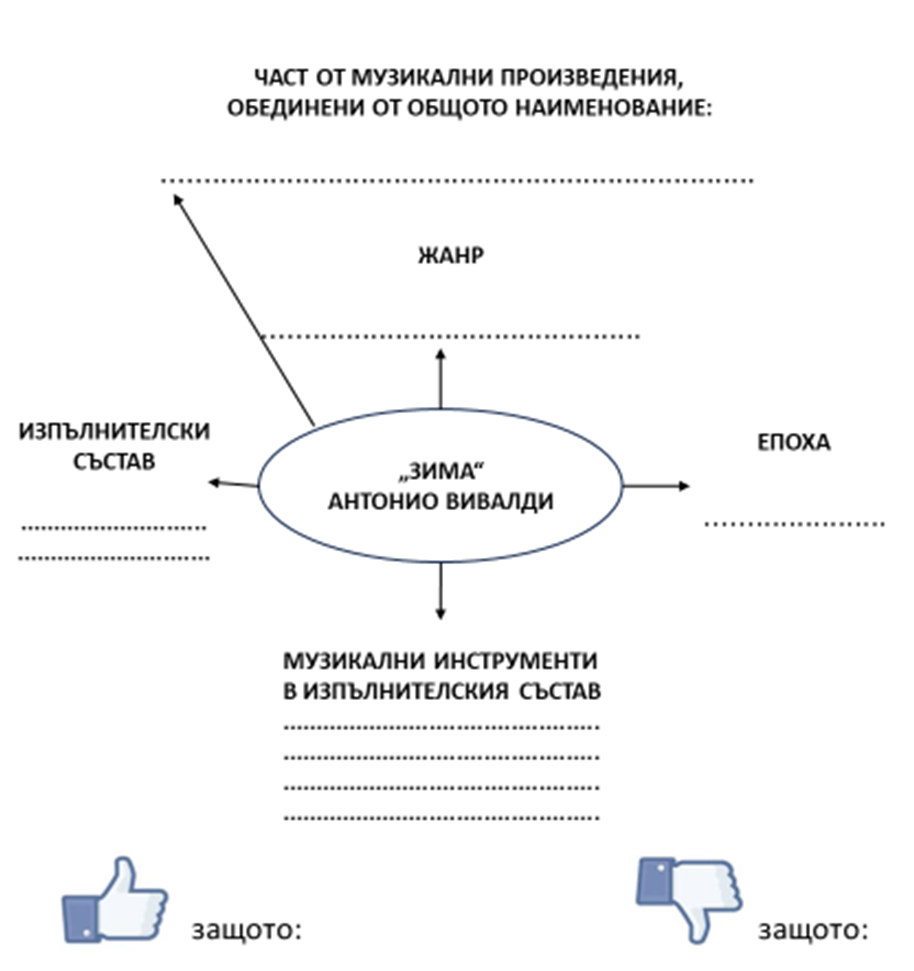 ЧАСТ ОТ МУЗИКАЛНИ ПРОИЗВЕДЕНИЯ,
ОБЕДИНЕНИ ОТ ОБЩОТО НАИМЕНОВАНИЕ:
ЖАНР
ИЗПЪЛНИТЕЛСКИ
СЪСТАВ
„ЗИМА“
АНТОНИО ВИВАЛДИ
ЕПОХА
МУЗИКАЛНИ ИНСТРУМЕНТИ
В ИЗПЪЛНИТЕЛСКИЯ СЪСТАВ
защото:
защото: